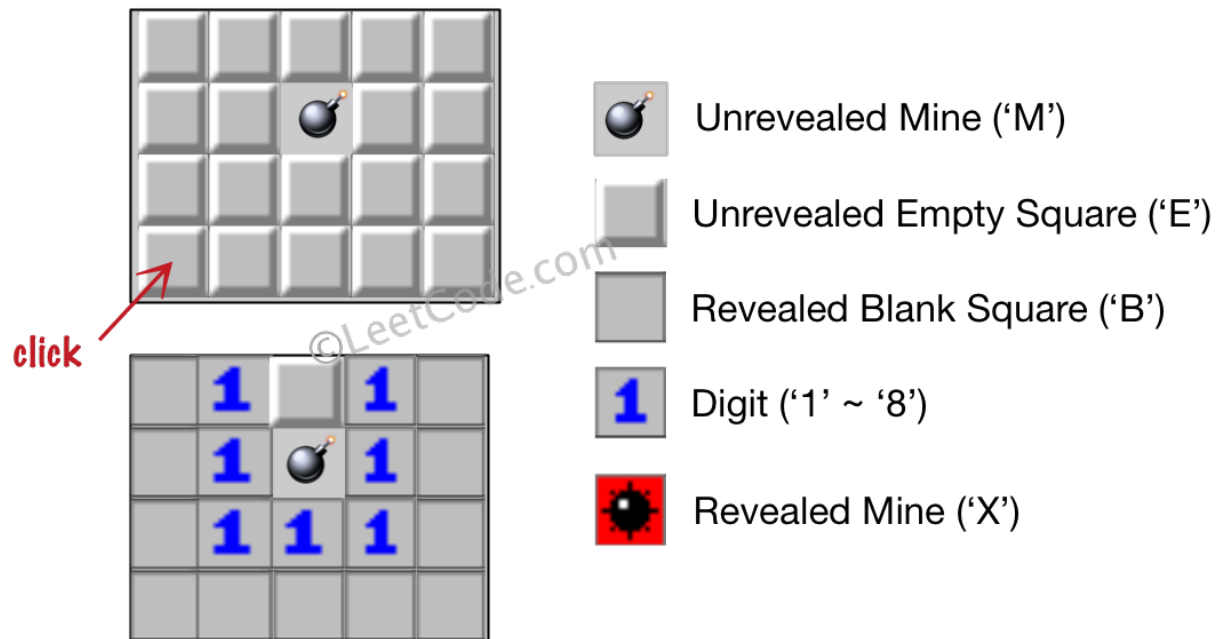 Unrevealed Mine (‘M’)
Unrevealed Empty Square (‘E’)
©LeetCode.com
Revealed Blank Square (‘B’)
click
1 1
1 Digit (‘1’ ~ ‘8’)
1 1
1 1 1
Revealed Mine (‘X’)